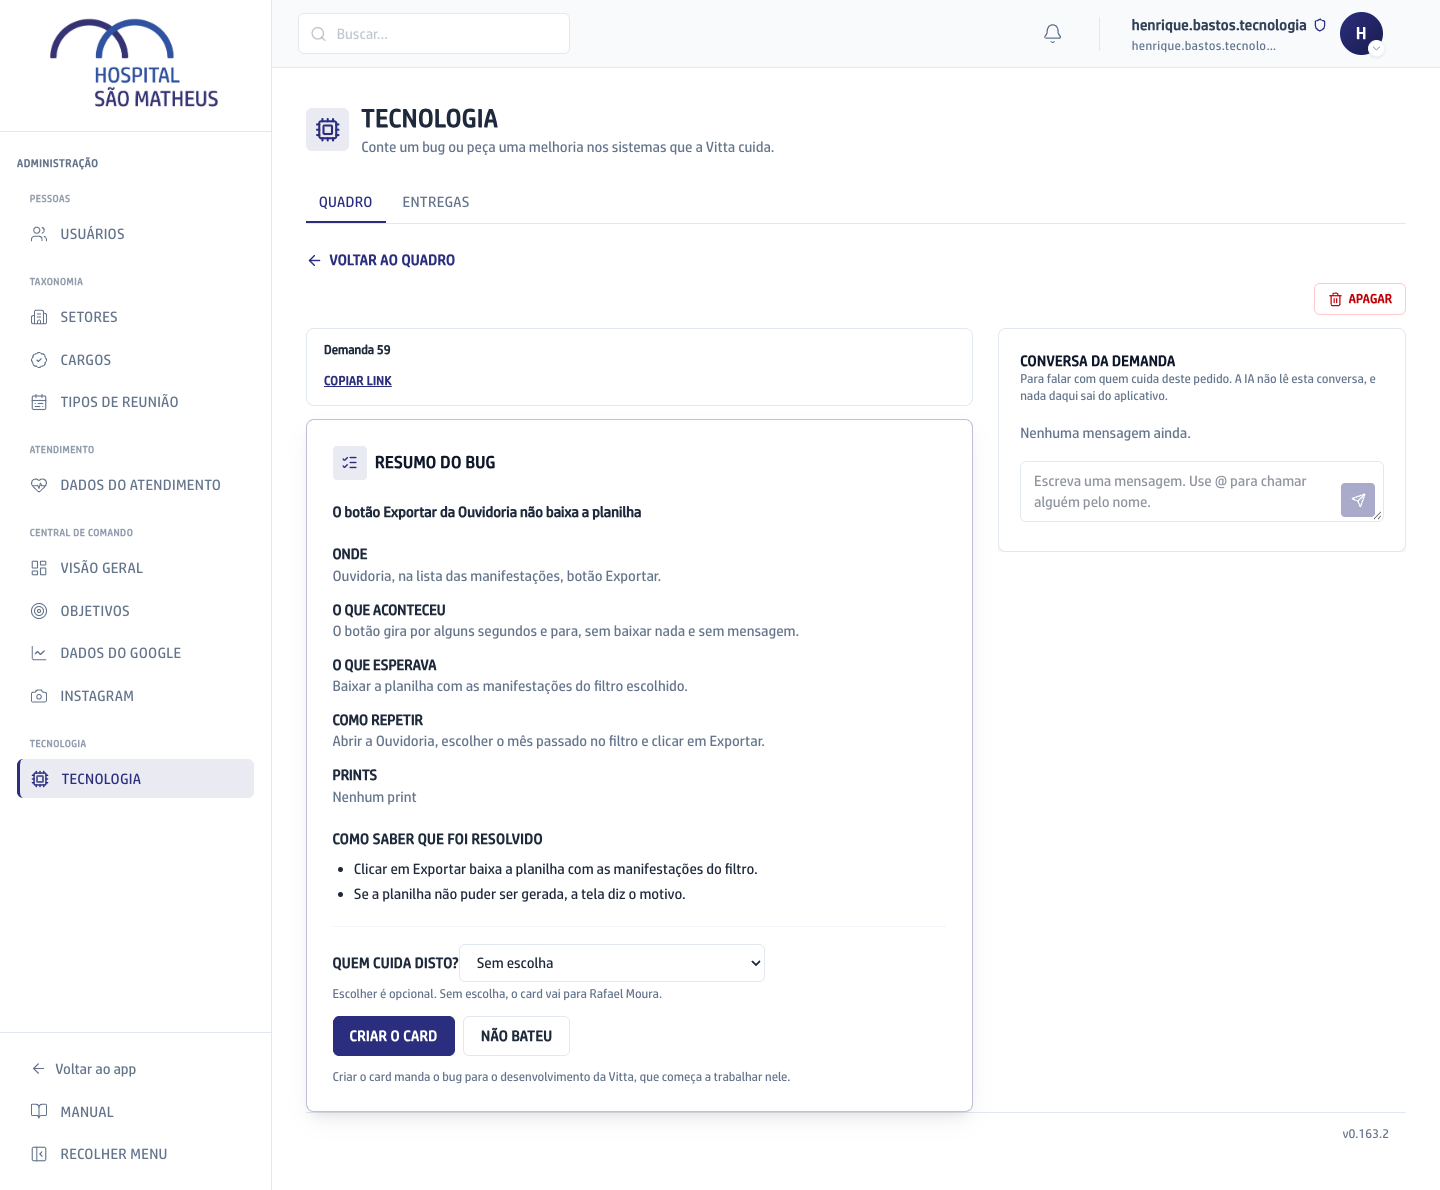 HOSPITAL
SÃO MATHEUS
Buscar...
henrique.bastos.tecnologia
henrique.bastos.tecnolo...
H
ADMINISTRAÇÃO
PESSOAS
USUÁRIOS
TAXONOMIA
SETORES
CARGOS
TIPOS DE REUNIÃO
ATENDIMENTO
DADOS DO ATENDIMENTO
CENTRAL DE COMANDO
VISÃO GERAL
OBJETIVOS
DADOS DO GOOGLE
INSTAGRAM
TECNOLOGIA
TECNOLOGIA
Voltar ao app
MANUAL
RECOLHER MENU
TECNOLOGIA
Conte um bug ou peça uma melhoria nos sistemas que a Vitta cuida.
QUADRO ENTREGAS
VOLTAR AO QUADRO
APAGAR
Demanda 59
COPIAR LINK
RESUMO DO BUG
O botão Exportar da Ouvidoria não baixa a planilha
ONDE
Ouvidoria, na lista das manifestações, botão Exportar.
O QUE ACONTECEU
O botão gira por alguns segundos e para, sem baixar nada e sem mensagem.
O QUE ESPERAVA
Baixar a planilha com as manifestações do filtro escolhido.
COMO REPETIR
Abrir a Ouvidoria, escolher o mês passado no filtro e clicar em Exportar.
PRINTS
Nenhum print
COMO SABER QUE FOI RESOLVIDO
Clicar em Exportar baixa a planilha com as manifestações do filtro.
Se a planilha não puder ser gerada, a tela diz o motivo.
QUEM CUIDA DISTO? Sem escolha
Escolher é opcional. Sem escolha, o card vai para Rafael Moura.
CRIAR O CARD NÃO BATEU
Criar o card manda o bug para o desenvolvimento da Vitta, que começa a trabalhar nele.
CONVERSA DA DEMANDA
Para falar com quem cuida deste pedido. A IA não lê esta conversa, e
nada daqui sai do aplicativo.
Nenhuma mensagem ainda.
Escreva uma mensagem. Use @ para chamar
alguém pelo nome.
v0.163.2